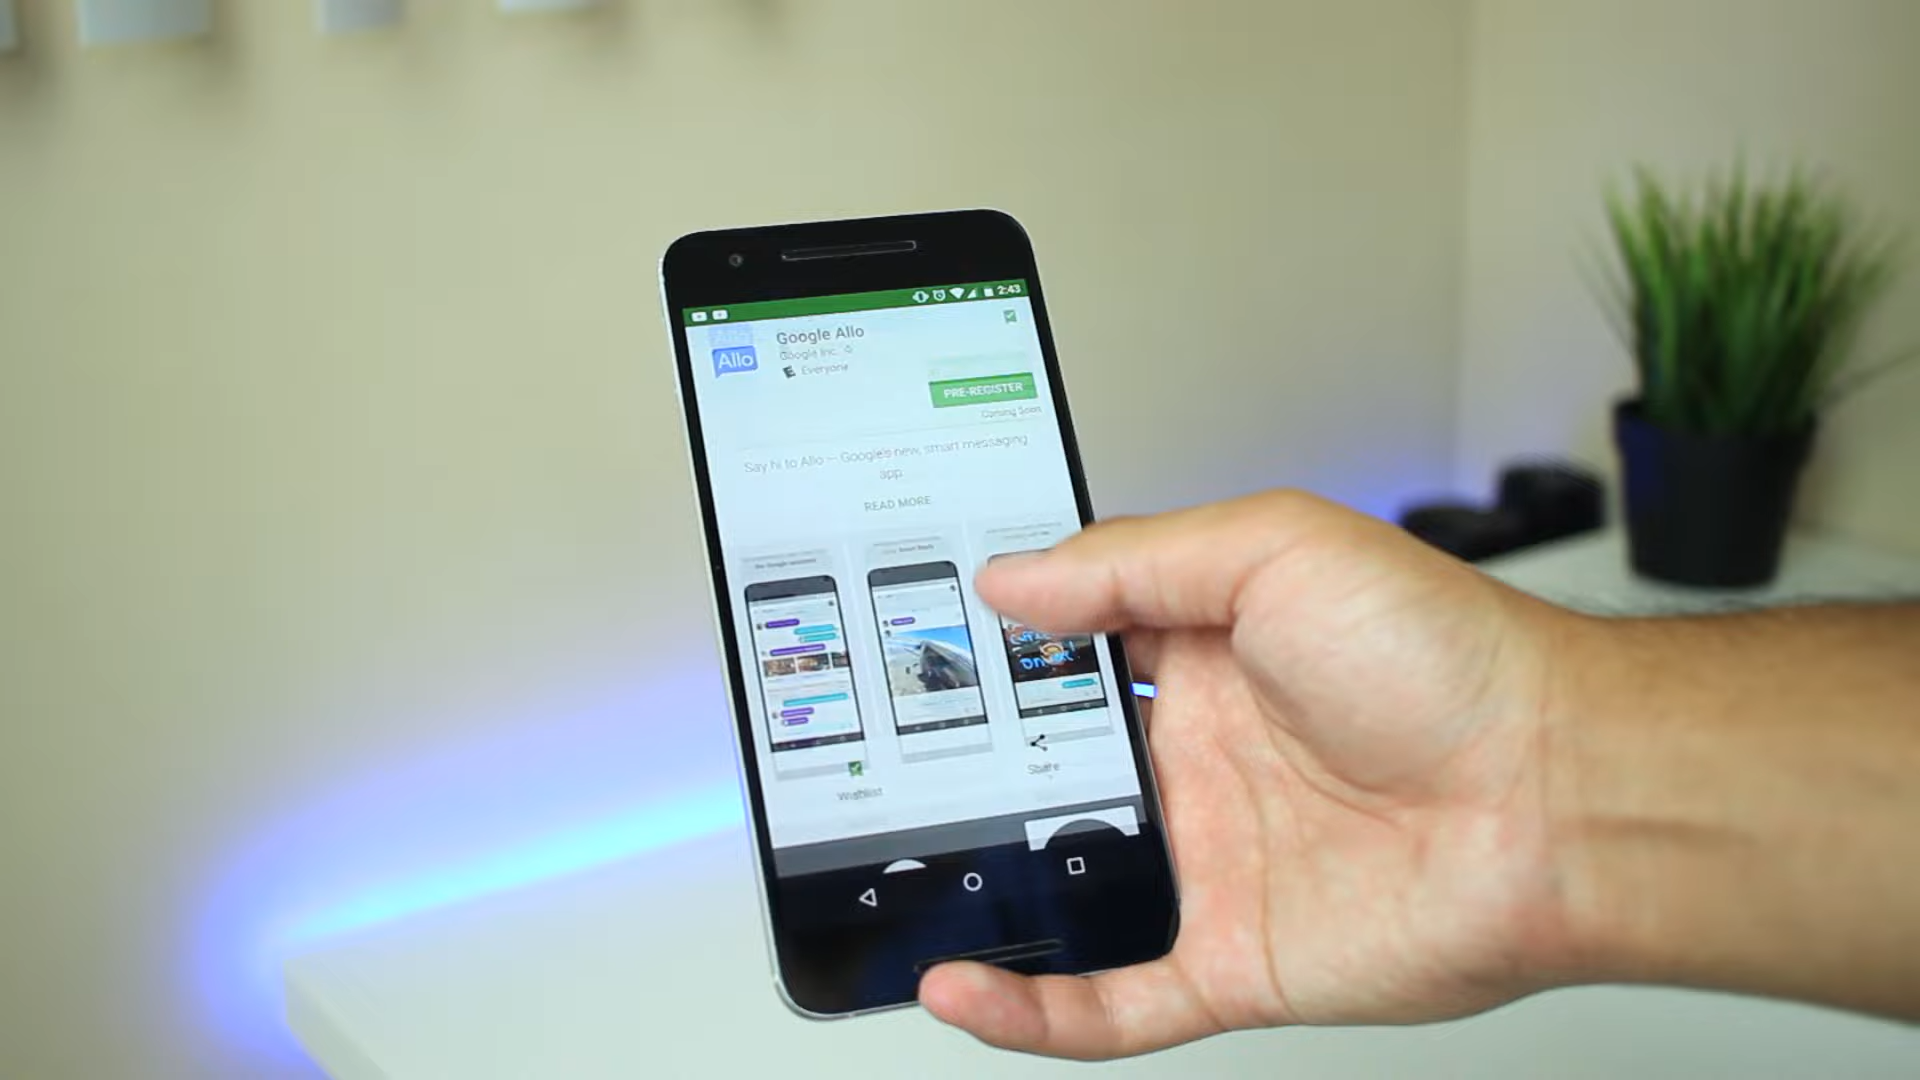 2:43
Google Allo
Allo
Google Inc.
Everyone
PRE-REGISTER
Coming Soon
Say hi to Allo — Google's new, smart messaging
app.
READ MORE
Wishlist
Share